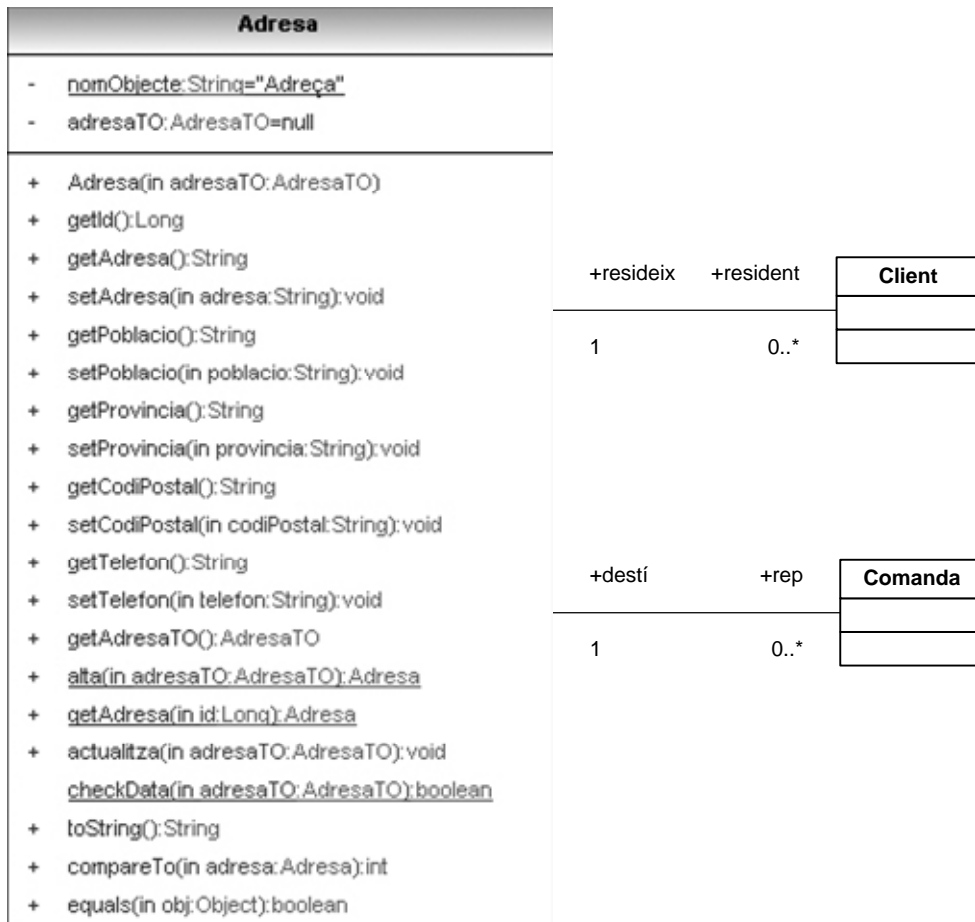 Adresa
- nomObjecte:String="Adreça"
- adresaTO:AdresaTO=null
+ Adresa(in adresaTO:AdresaTO)
+ getId():Long
+ getAdresa():String
+ setAdresa(in adresa:String):void
+ getPoblacio():String
+ setPoblacio(in poblacio:String):void
+ getProvincia():String
+ setProvincia(in provincia:String):void
+ getCodiPostal():String
+ setCodiPostal(in codiPostal:String):void
+ getTelefon():String
+ setTelefon(in telefon:String):void
+ getAdresaTO():AdresaTO
+ alta(in adresaTO:AdresaTO):Adresa
+ getAdresa(in id:Long):Adresa
+ actualitza(in adresaTO:AdresaTO):void
checkData(in adresaTO:AdresaTO):boolean
+ toString():String
+ compareTo(in adresa:Adresa):int
+ equals(in obj:Object):boolean
+resideix +resident
Client
1 0..*
+destí +rep
Comanda
1 0..*